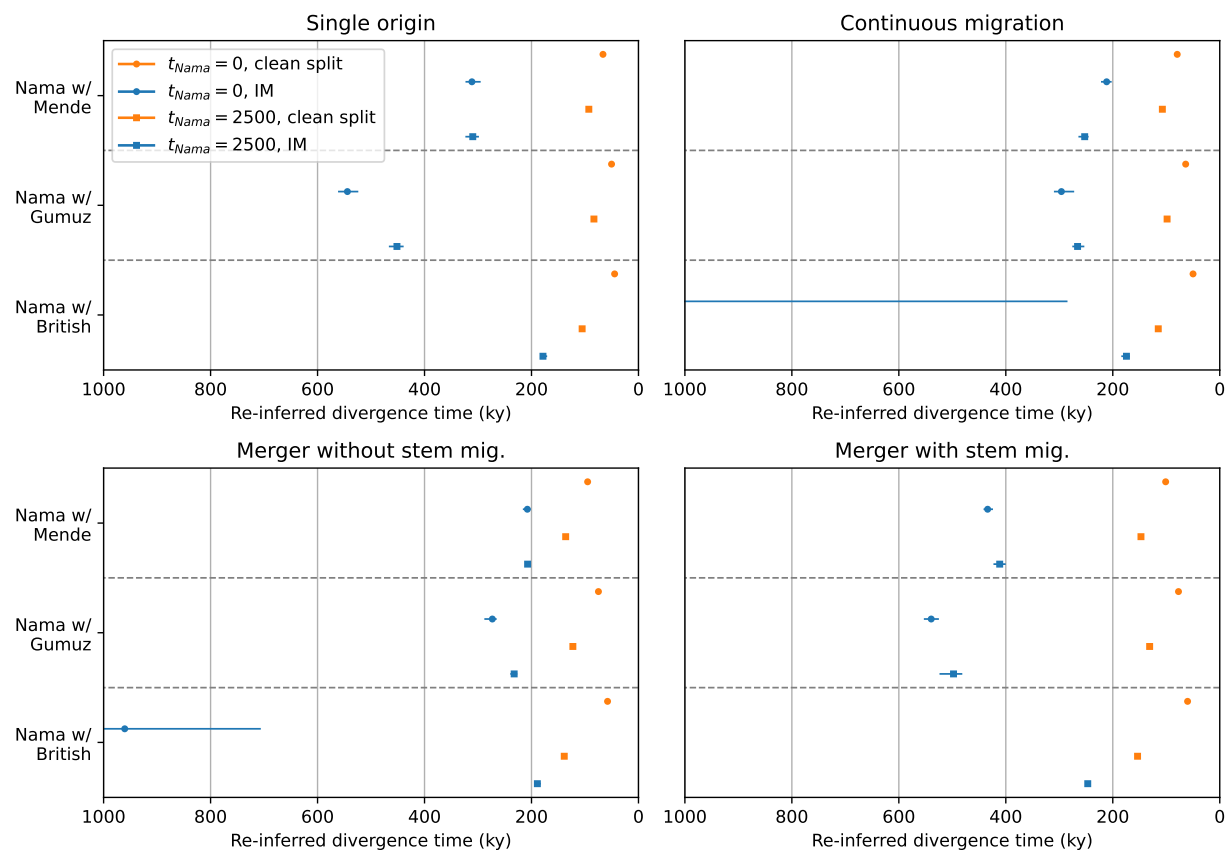 Single origin
Continuous migration
t_Nama = 0, clean split
t_Nama = 0, IM
t_Nama = 2500, clean split
t_Nama = 2500, IM
Nama w/
Mende
Nama w/
Gumuz
Nama w/
British
1000 800 600 400 200 0
Re-inferred divergence time (ky)
1000 800 600 400 200 0
Re-inferred divergence time (ky)
Merger without stem mig.
Merger with stem mig.
Nama w/
Mende
Nama w/
Gumuz
Nama w/
British
1000 800 600 400 200 0
Re-inferred divergence time (ky)
1000 800 600 400 200 0
Re-inferred divergence time (ky)